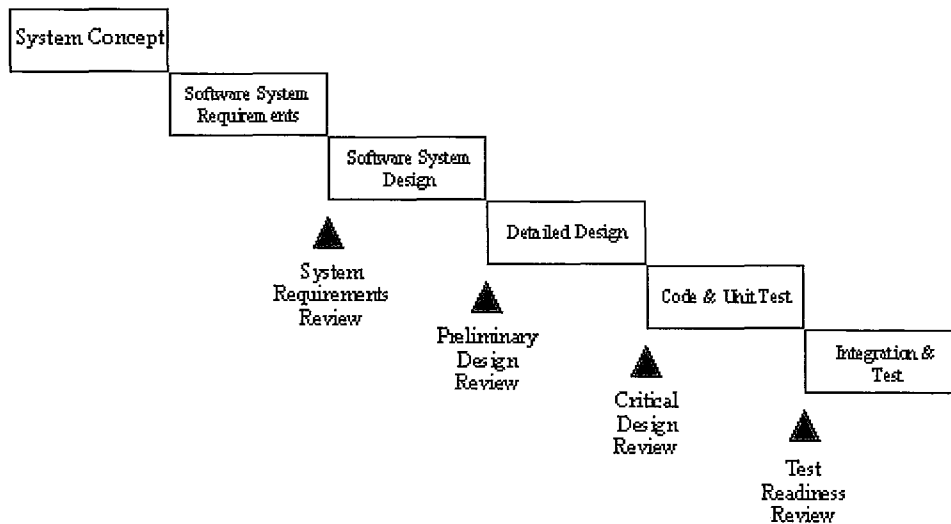 System Concept
Software System
Requirements
Software System
Design
Detailed Design
System
Requirements
Review
Code & Unit Test
Preliminary
Design
Review
Integration &
Test
Critical
Design
Review
Test
Readiness
Review